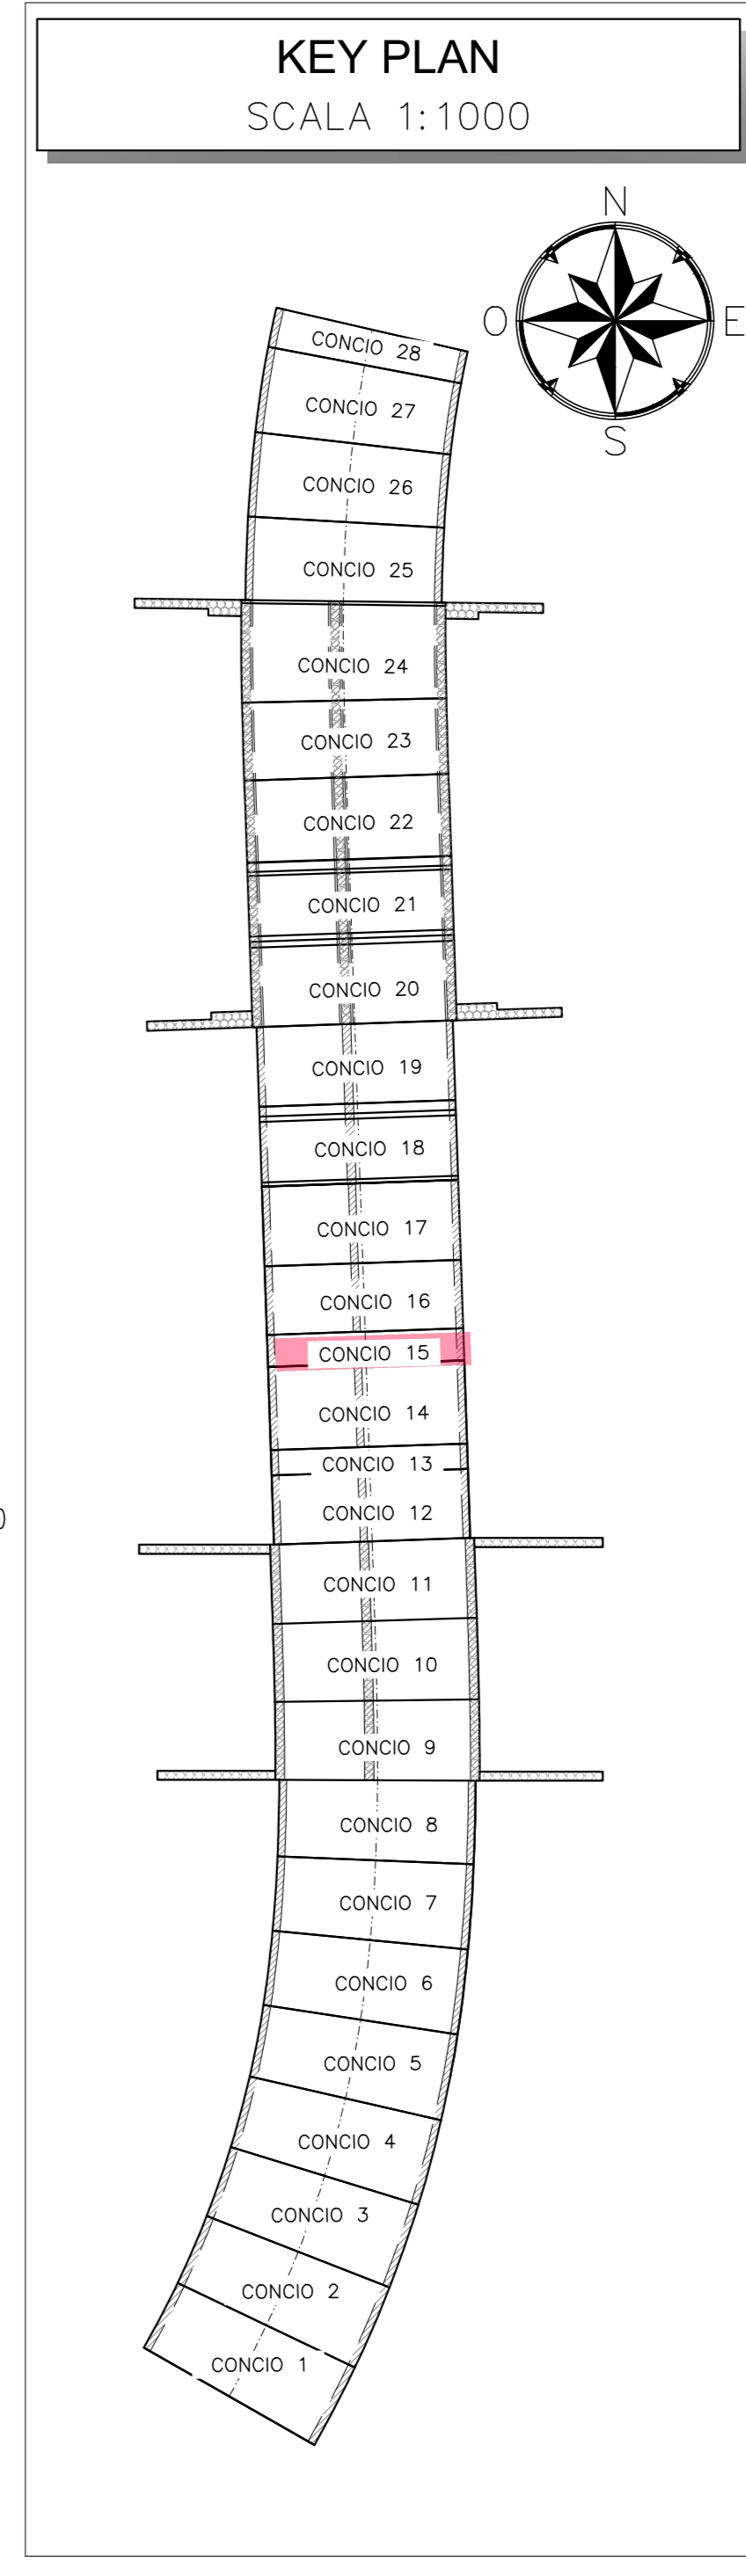 KEY PLAN
SCALA 1:1000
N
O
E
S
CONCIO 28
CONCIO 27
CONCIO 26
CONCIO 25
CONCIO 24
CONCIO 23
CONCIO 22
CONCIO 21
CONCIO 20
CONCIO 19
CONCIO 18
CONCIO 17
CONCIO 16
CONCIO 15
CONCIO 14
CONCIO 13
CONCIO 12
CONCIO 11
CONCIO 10
CONCIO 9
CONCIO 8
CONCIO 7
CONCIO 6
CONCIO 5
CONCIO 4
CONCIO 3
CONCIO 2
CONCIO 1